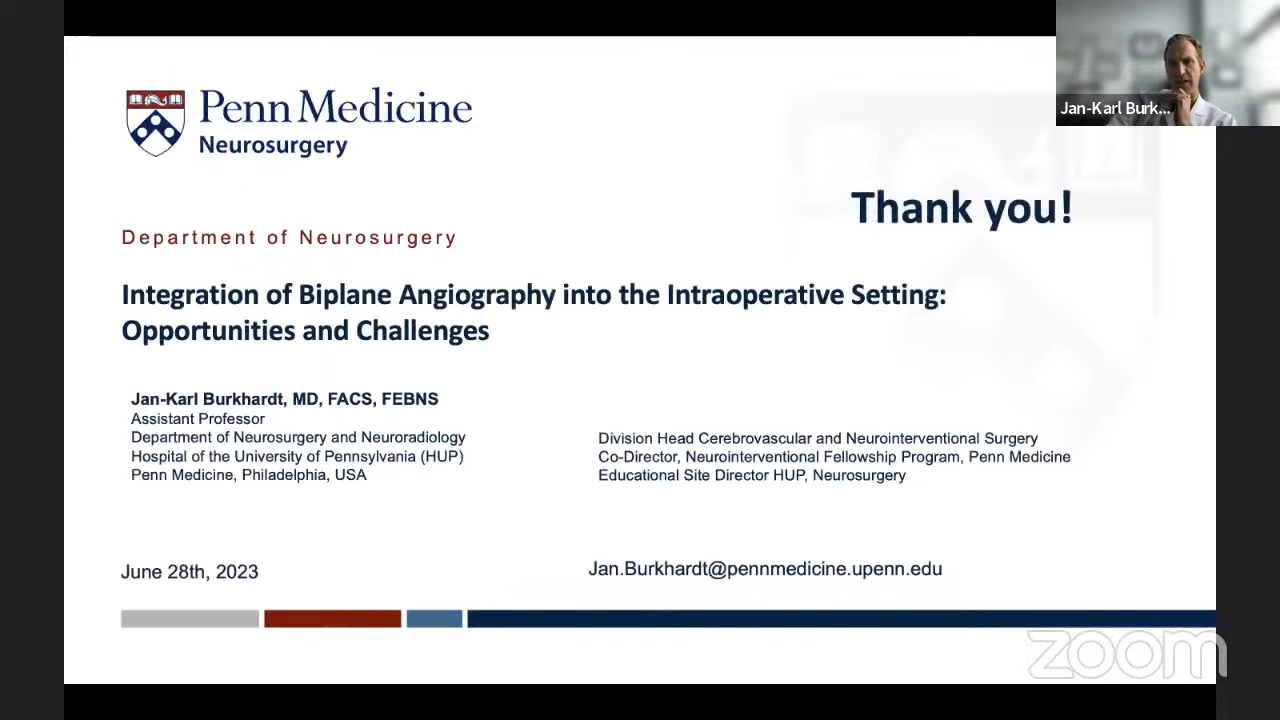 Penn Medicine
Neurosurgery
Jan-Karl Burk...
Thank you!
Department of Neurosurgery
Integration of Biplane Angiography into the Intraoperative Setting:
Opportunities and Challenges
Jan-Karl Burkhardt, MD, FACS, FEBNS
Assistant Professor
Department of Neurosurgery and Neuroradiology
Hospital of the University of Pennsylvania (HUP)
Penn Medicine, Philadelphia, USA
Division Head Cerebrovascular and Neurointerventional Surgery
Co-Director, Neurointerventional Fellowship Program, Penn Medicine
Educational Site Director HUP, Neurosurgery
June 28th, 2023
Jan.Burkhardt@pennmedicine.upenn.edu
zoom